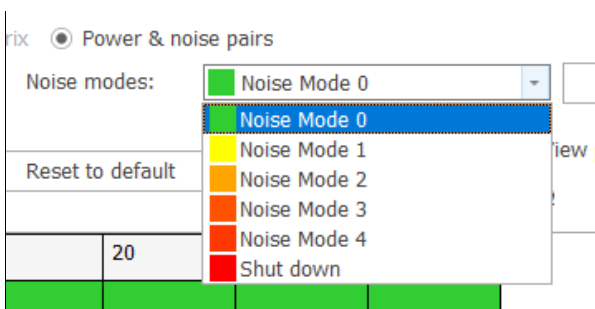 rix Power & noise pairs
Noise modes: Noise Mode 0
Noise Mode 0
Noise Mode 1
iew
Noise Mode 2
Reset to default
Noise Mode 3
Noise Mode 4
20
Shut down